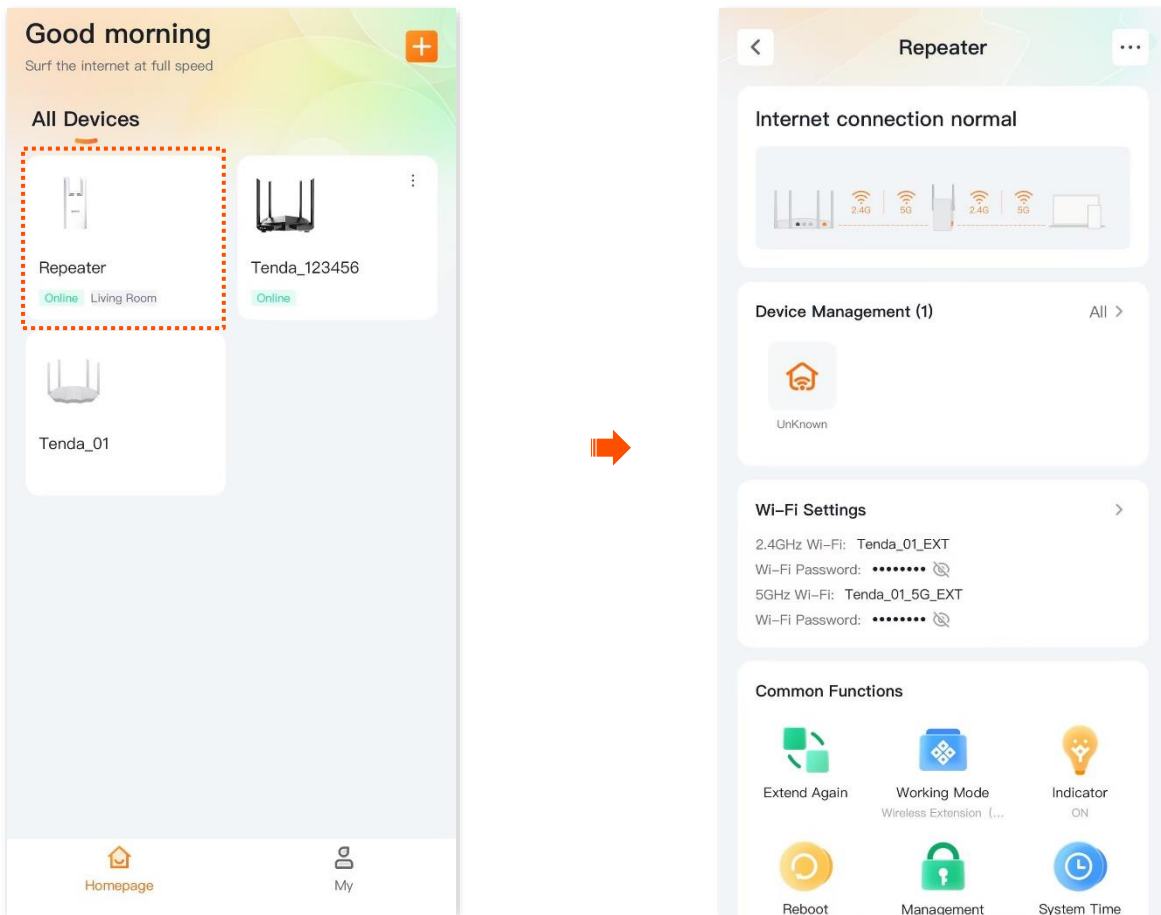 Good morning
Surf the internet at full speed
All Devices
Repeater
Online Living Room
Tenda_123456
Online
Tenda_01
Homepage
My
Repeater
Internet connection normal
2.4G 5G 2.4G 5G
Device Management (1) All >
UnKnown
Wi-Fi Settings >
2.4GHz Wi-Fi: Tenda_01_EXT
Wi-Fi Password: ••••••••
5GHz Wi-Fi: Tenda_01_5G_EXT
Wi-Fi Password: ••••••••
Common Functions
Extend Again Working Mode Indicator
Wireless Extension (... ON
Reboot Management System Time